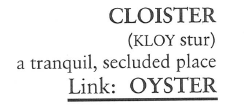 CLOISTER
(KLOY stur)
a tranquil, secluded place
Link: OYSTER